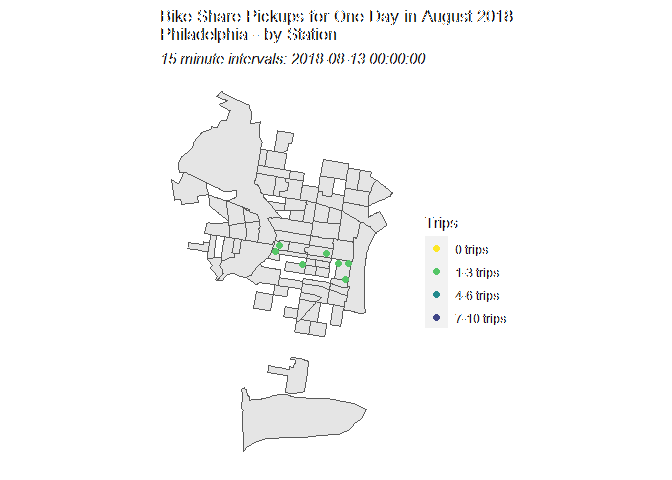 Bike Share Pickups for One Day in August 2018
Philadelphia - by Station
15 minute intervals: 2018-08-13 00:00:00
Trips
0 trips
1-3 trips
4-6 trips
7-10 trips